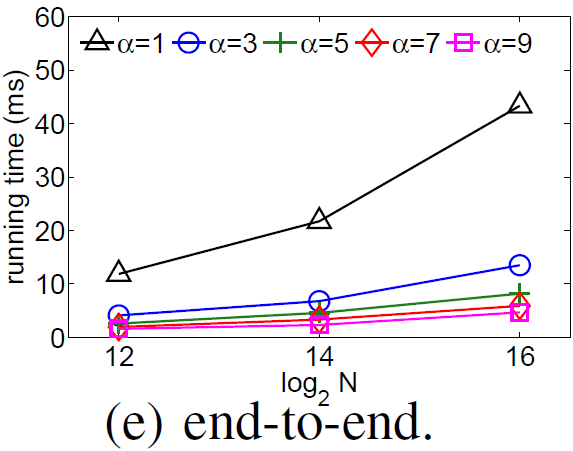 60
α=1 α=3 α=5 α=7 α=9
50
40
30
20
10
0
running time (ms)
12 14 16
log2 N
(e) end-to-end.